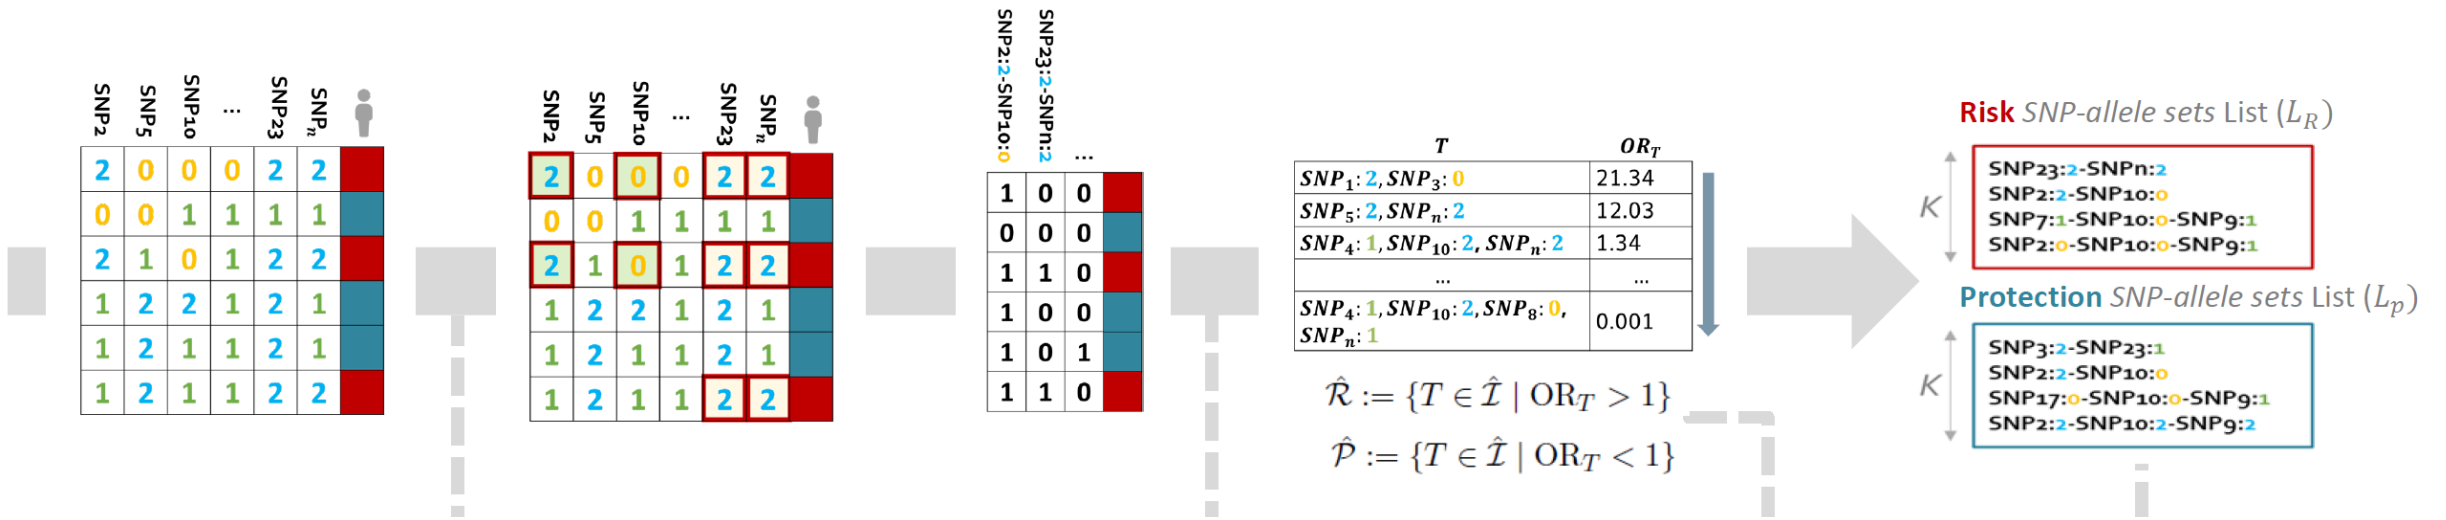 SNP2 SNP5 SNP10 ... SNP23 SNPn
2 0 0 0 2 2
0 0 1 1 1 1
2 1 0 1 2 2
1 2 2 1 2 1
1 2 1 1 2 1
1 2 1 1 2 2
SNP2 SNP5 SNP10 ... SNP23 SNPn
2 0 0 0 2 2
0 0 1 1 1 1
2 1 0 1 2 2
1 2 2 1 2 1
1 2 1 1 2 1
1 2 1 1 2 2
SNP2:2-SNP10:0
SNP23:2-SNPn:2
...
1 0 0
0 0 0
1 1 0
1 0 0
1 0 1
1 1 0
T OR_T
SNP₁: 2, SNP₃: 0 21.34
SNP₅: 2, SNPₙ: 2 12.03
SNP₄: 1, SNP₁₀: 2, SNPₙ: 2 1.34
... ...
SNP₄: 1, SNP₁₀: 2, SNP₈: 0,
SNPₙ: 1 0.001
R̂ := {T ∈ Î | OR_T > 1}
P̂ := {T ∈ Î | OR_T < 1}
Risk SNP-allele sets List (L_R)
K
SNP23:2-SNPn:2
SNP2:2-SNP10:0
SNP7:1-SNP10:0-SNP9:1
SNP2:0-SNP10:0-SNP9:1
Protection SNP-allele sets List (L_p)
K
SNP3:2-SNP23:1
SNP2:2-SNP10:0
SNP17:0-SNP10:0-SNP9:1
SNP2:2-SNP10:2-SNP9:2